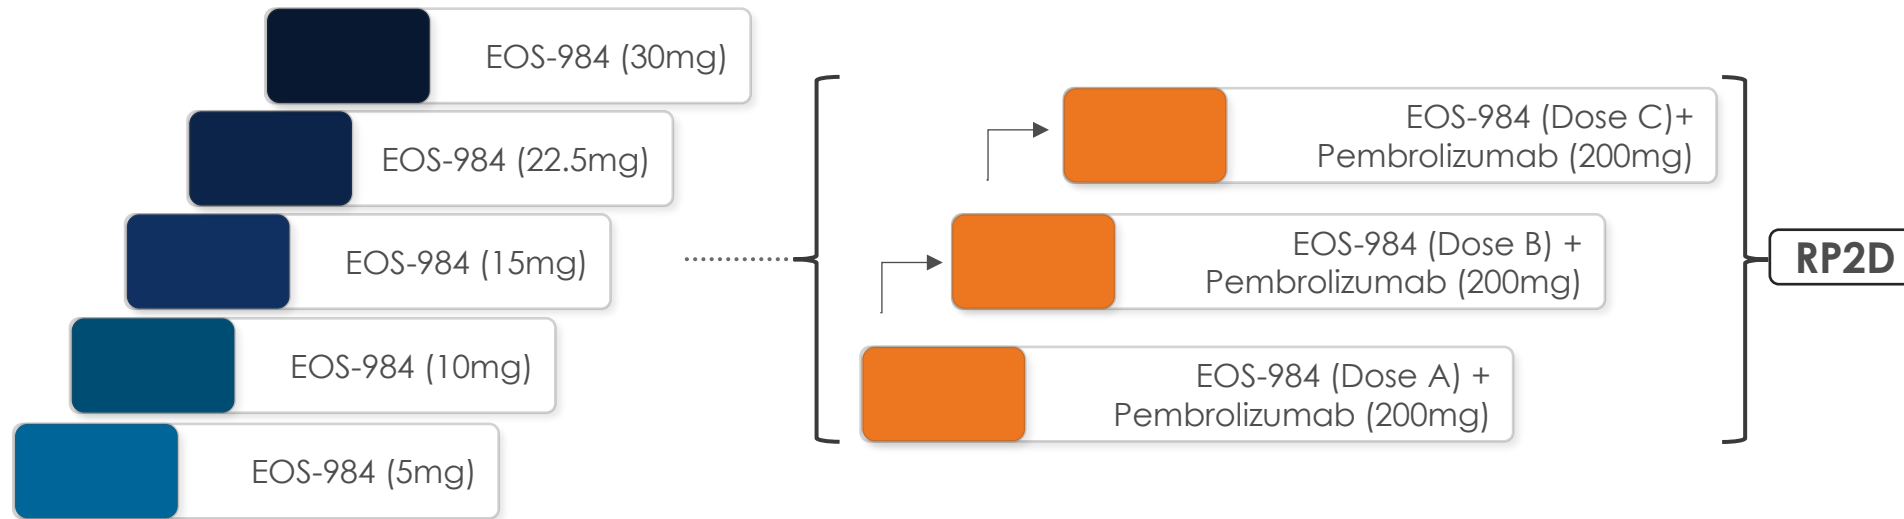 EOS-984 (30mg)
EOS-984 (22.5mg)
EOS-984 (15mg)
EOS-984 (10mg)
EOS-984 (5mg)
EOS-984 (Dose C)+
Pembrolizumab (200mg)
EOS-984 (Dose B) +
Pembrolizumab (200mg)
EOS-984 (Dose A) +
Pembrolizumab (200mg)
RP2D